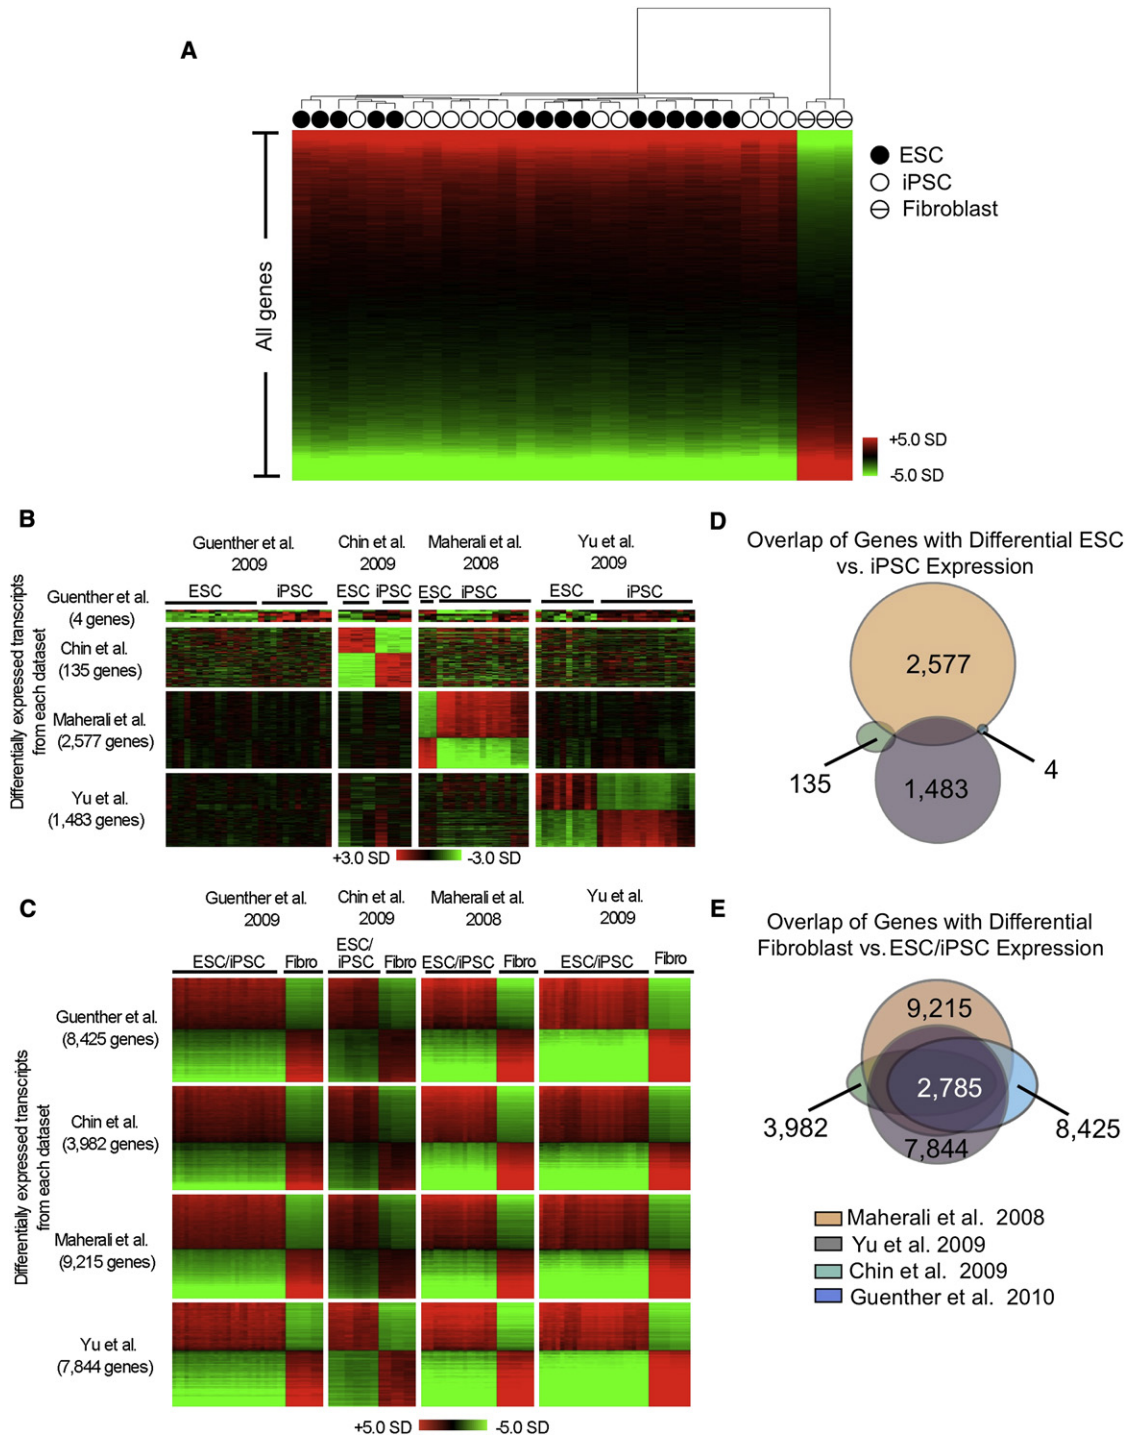 A
ESC
iPSC
Fibroblast
All genes
+5.0 SD
-5.0 SD
B
Guenther et al.
2009
Chin et al.
2009
Maherali et al.
2008
Yu et al.
2009
ESC
iPSC
ESC
iPSC
ESC
iPSC
ESC
iPSC
Differentially expressed transcripts
from each dataset
Guenther et al.
(4 genes)
Chin et al.
(135 genes)
Maherali et al.
(2,577 genes)
Yu et al.
(1,483 genes)
+3.0 SD
-3.0 SD
D
Overlap of Genes with Differential ESC
vs. iPSC Expression
2,577
135
4
1,483
C
Guenther et al.
2009
Chin et al.
2009
Maherali et al.
2008
Yu et al.
2009
ESC/iPSC
Fibro
ESC/
iPSC
Fibro
ESC/iPSC
Fibro
ESC/iPSC
Fibro
Differentially expressed transcripts
from each dataset
Guenther et al.
(8,425 genes)
Chin et al.
(3,982 genes)
Maherali et al.
(9,215 genes)
Yu et al.
(7,844 genes)
+5.0 SD
-5.0 SD
E
Overlap of Genes with Differential
Fibroblast vs. ESC/iPSC Expression
9,215
2,785
3,982
8,425
7,844
Maherali et al. 2008
Yu et al. 2009
Chin et al. 2009
Guenther et al. 2010